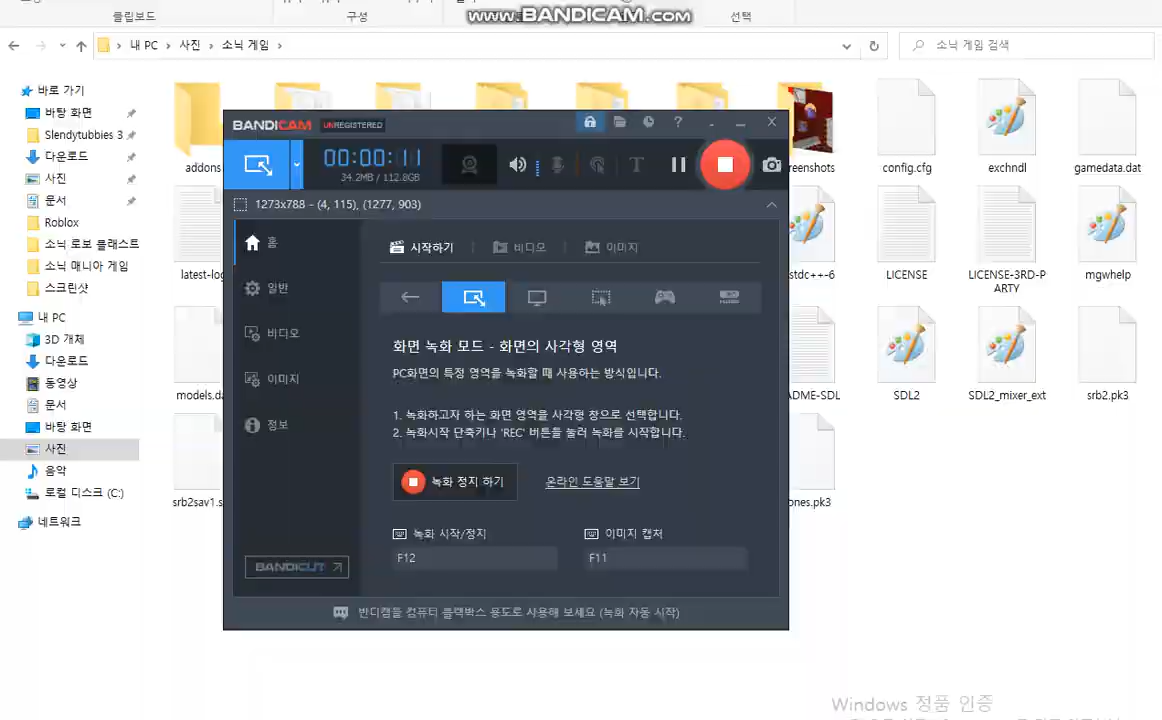 클립보드
구성
www.BANDICAM.com
선택
내 PC > 사진 > 소닉 게임 >
소닉 게임 검색
바로 가기
바탕 화면
Slendytubbies 3
다운로드
사진
문서
Roblox
소닉 로보 플래스트
소닉 매니아 게임
스크린샷
내 PC
3D 개체
다운로드
동영상
문서
바탕 화면
사진
음악
로컬 디스크 (C:)
네트워크
addons
reenshots
config.cfg
exchndl
gamedata.dat
latest-log
stdc++-6
LICENSE
LICENSE-3RD-PARTY
mgwhelp
models.da
ADME-SDL
SDL2
SDL2_mixer_ext
srb2.pk3
srb2sav1.s
ones.pk3
BANDICAM UNREGISTERED
00:00:11
34.2MB / 112.8GB
1273x788 - (4, 115), (1277, 903)
홈
일반
비디오
이미지
정보
BANDICUT
시작하기
비디오
이미지
화면 녹화 모드 - 화면의 사각형 영역
PC화면의 특정 영역을 녹화할 때 사용하는 방식입니다.
1. 녹화하고자 하는 화면 영역을 사각형 창으로 선택합니다.
2. 녹화시작 단축키나 'REC' 버튼을 눌러 녹화를 시작합니다.
녹화 정지 하기
온라인 도움말 보기
녹화 시작/정지
이미지 캡처
F12
F11
반디캠을 컴퓨터 블랙박스 용도로 사용해 보세요 (녹화 자동 시작)
Windows 정품 인증